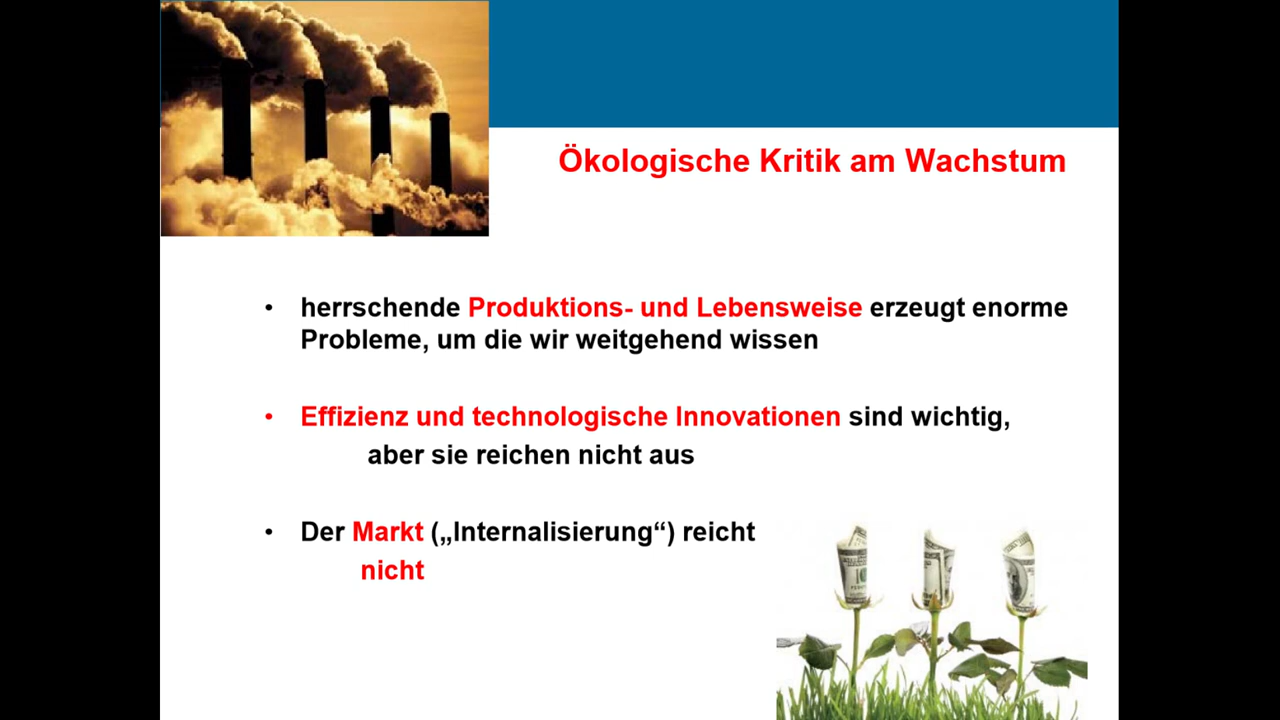 Ökologische Kritik am Wachstum
• herrschende Produktions- und Lebensweise erzeugt enorme
Probleme, um die wir weitgehend wissen
• Effizienz und technologische Innovationen sind wichtig,
aber sie reichen nicht aus
• Der Markt („Internalisierung“) reicht
nicht